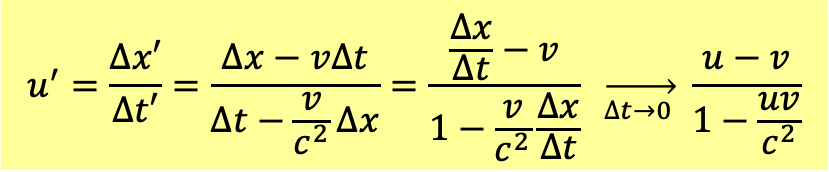 u′ = Δx′/Δt′ = (Δx − vΔt)/(Δt − (v/c²)Δx) = (Δx/Δt − v)/(1 − (v/c²)(Δx/Δt)) ⟶_{Δt→0} (u − v)/(1 − uv/c²)